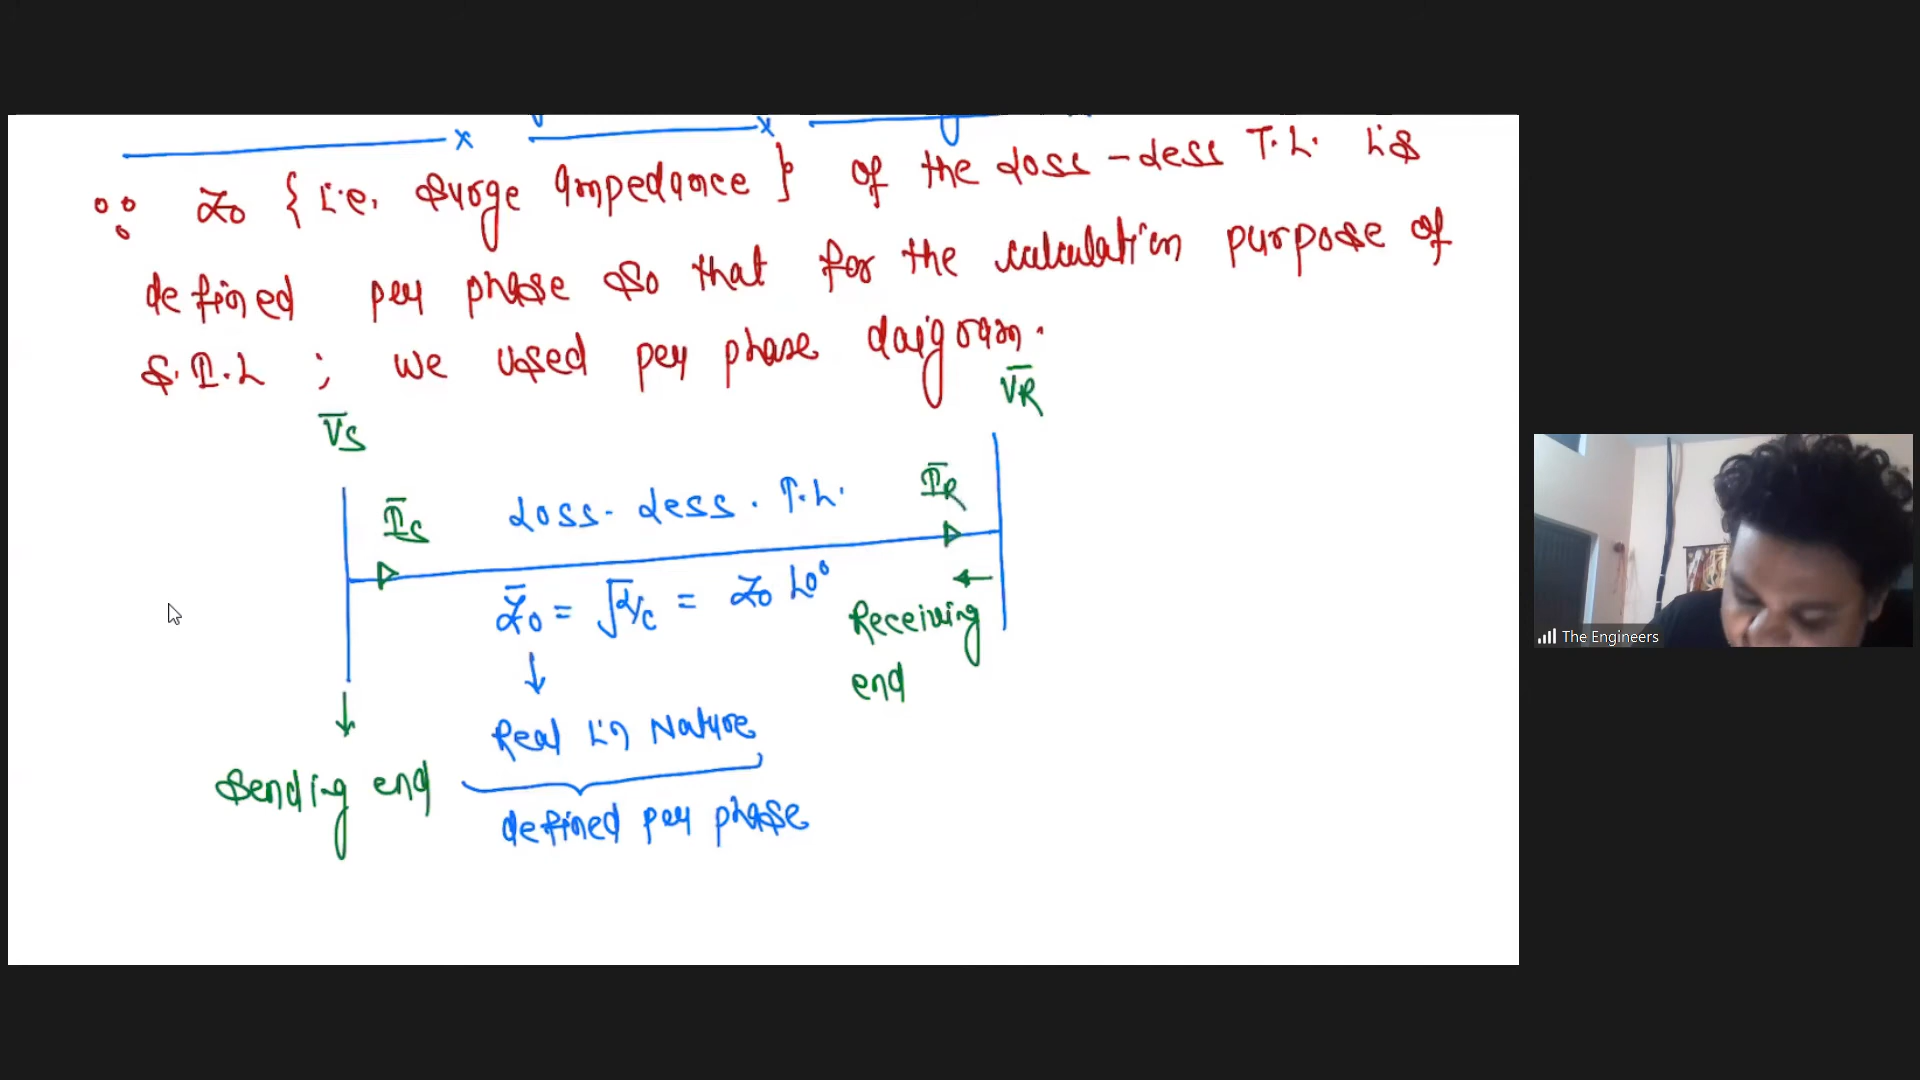 ∵ Z₀ {i.e. Surge Impedance} of the Loss-Less T.L. is
defined per phase so that for the calculation purpose of
S.I.L ; we used per phase daigram.
V̅s
V̅R
I̅s
Loss-Less. T.L.
I̅R
Z̅₀ = √L/C = Z₀ ∠0°
Receiving
end
Real in Nature
Sending end
defined per phase
The Engineers